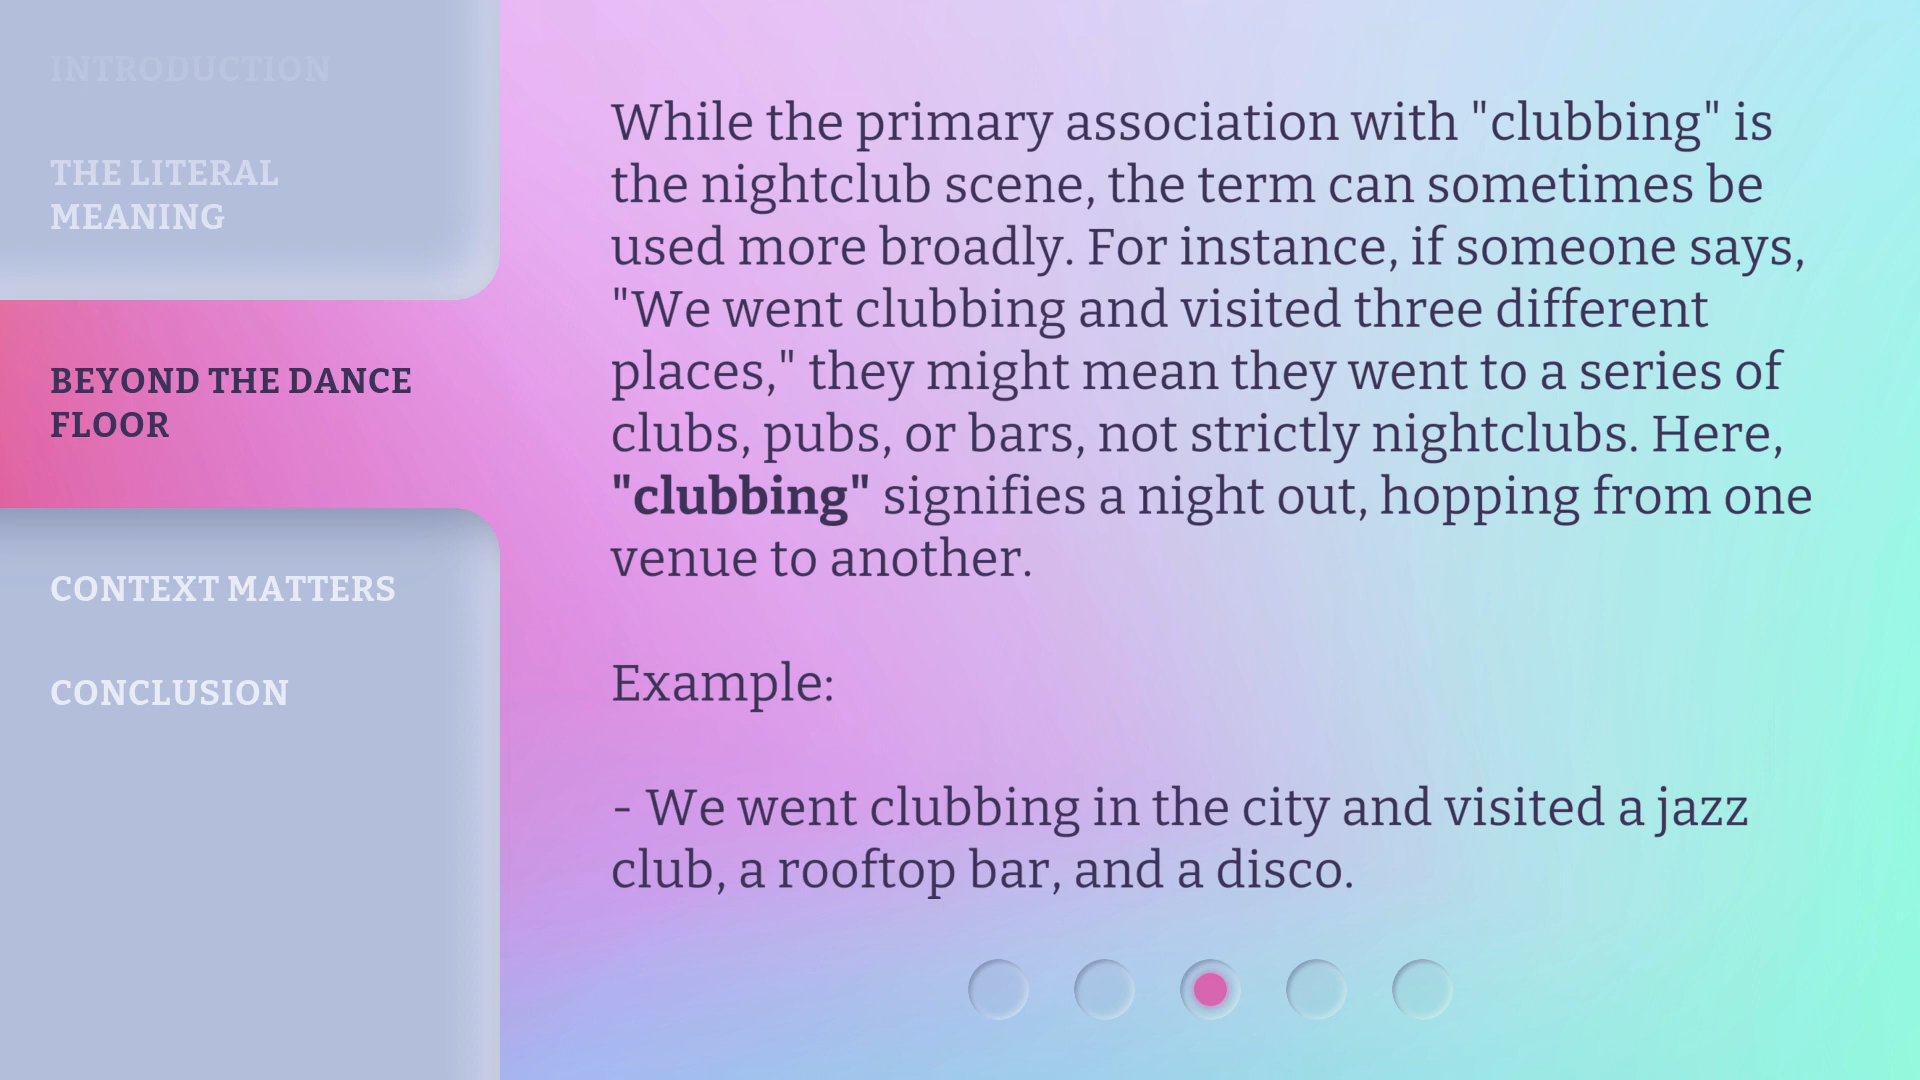 INTRODUCTION
THE LITERAL
MEANING
BEYOND THE DANCE
FLOOR
CONTEXT MATTERS
CONCLUSION
While the primary association with "clubbing" is
the nightclub scene, the term can sometimes be
used more broadly. For instance, if someone says,
"We went clubbing and visited three different
places," they might mean they went to a series of
clubs, pubs, or bars, not strictly nightclubs. Here,
"clubbing" signifies a night out, hopping from one
venue to another.
Example:
- We went clubbing in the city and visited a jazz
club, a rooftop bar, and a disco.